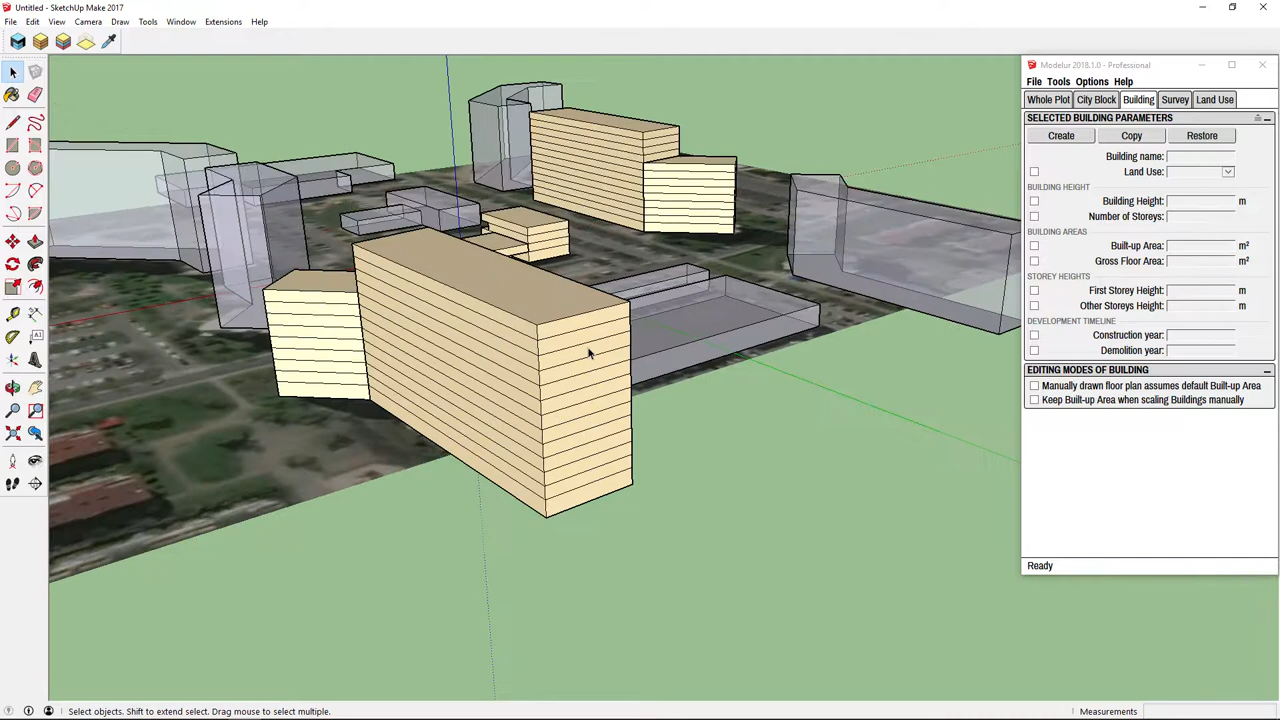 Untitled - SketchUp Make 2017
File Edit View Camera Draw Tools Window Extensions Help
Modelur 2018.1.0 - Professional
File Tools Options Help
Whole Plot City Block Building Survey Land Use
SELECTED BUILDING PARAMETERS
Create Copy Restore
Building name:
Land Use:
BUILDING HEIGHT
Building Height: m
Number of Storeys:
BUILDING AREAS
Built-up Area: m²
Gross Floor Area: m²
STOREY HEIGHTS
First Storey Height: m
Other Storeys Height: m
DEVELOPMENT TIMELINE
Construction year:
Demolition year:
EDITING MODES OF BUILDING
Manually drawn floor plan assumes default Built-up Area
Keep Built-up Area when scaling Buildings manually
Ready
Select objects. Shift to extend select. Drag mouse to select multiple.
Measurements